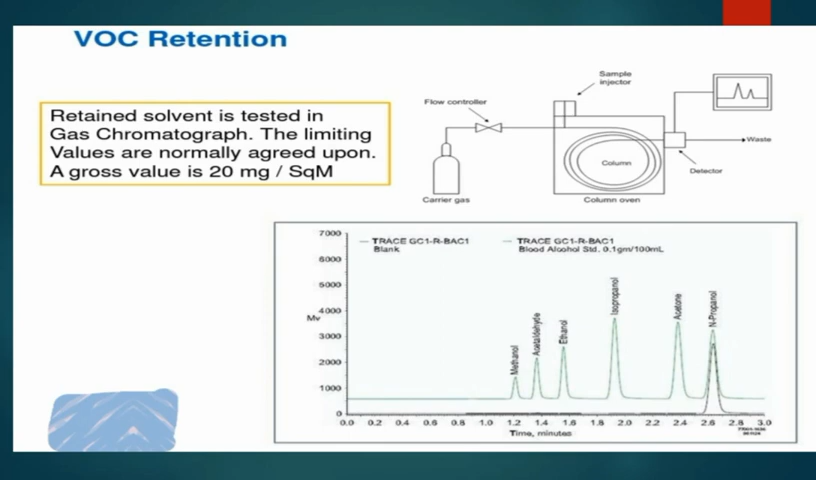 VOC Retention
Retained solvent is tested in
Gas Chromatograph. The limiting
Values are normally agreed upon.
A gross value is 20 mg / SqM
Sample
injector
Flow controller
Waste
Column
Detector
Carrier gas
Column oven
7000
6000
5000
4000
Mv
3000
2000
1000
0
TRACE GC1-R-BAC1
Blank
TRACE GC1-R-BAC1
Blood Alcohol Std. 0.1gm/100mL
Methanol
Acetaldehyde
Ethanol
Isopropanol
Acetone
N-Propanol
0.0 0.2 0.4 0.6 0.8 1.0 1.2 1.4 1.6 1.8 2.0 2.2 2.4 2.6 2.8 3.0
Time, minutes